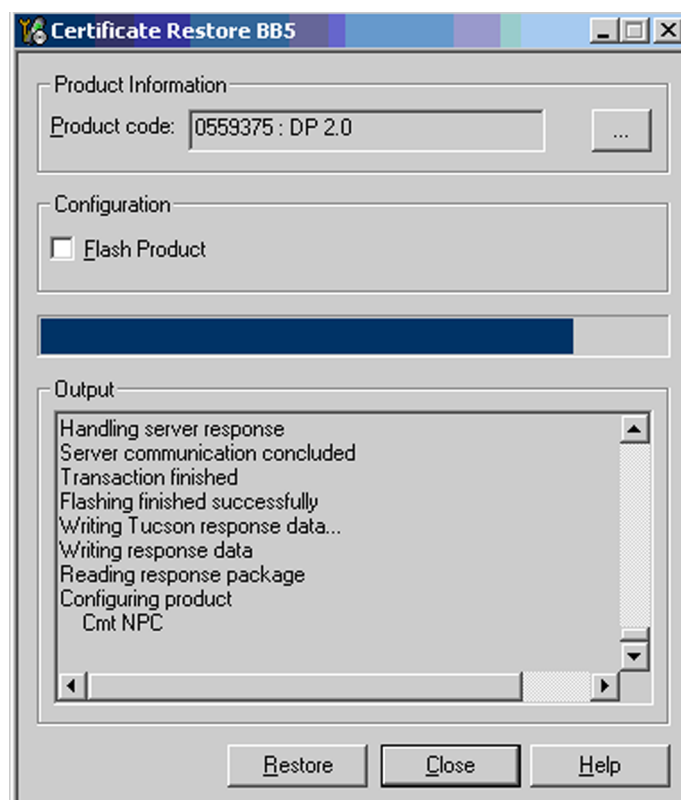 Certificate Restore BB5
Product Information
Product code: 0559375 : DP 2.0
...
Configuration
Flash Product
Output
Handling server response
Server communication concluded
Transaction finished
Flashing finished successfully
Writing Tucson response data...
Writing response data
Reading response package
Configuring product
Cmt NPC
Restore Close Help